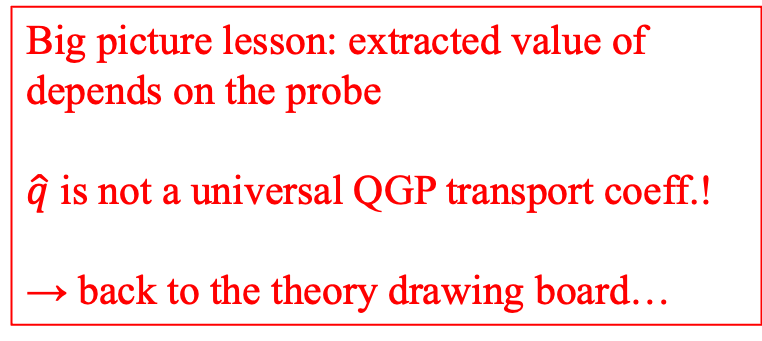 Big picture lesson: extracted value of
depends on the probe
q̂ is not a universal QGP transport coeff.!
→ back to the theory drawing board…